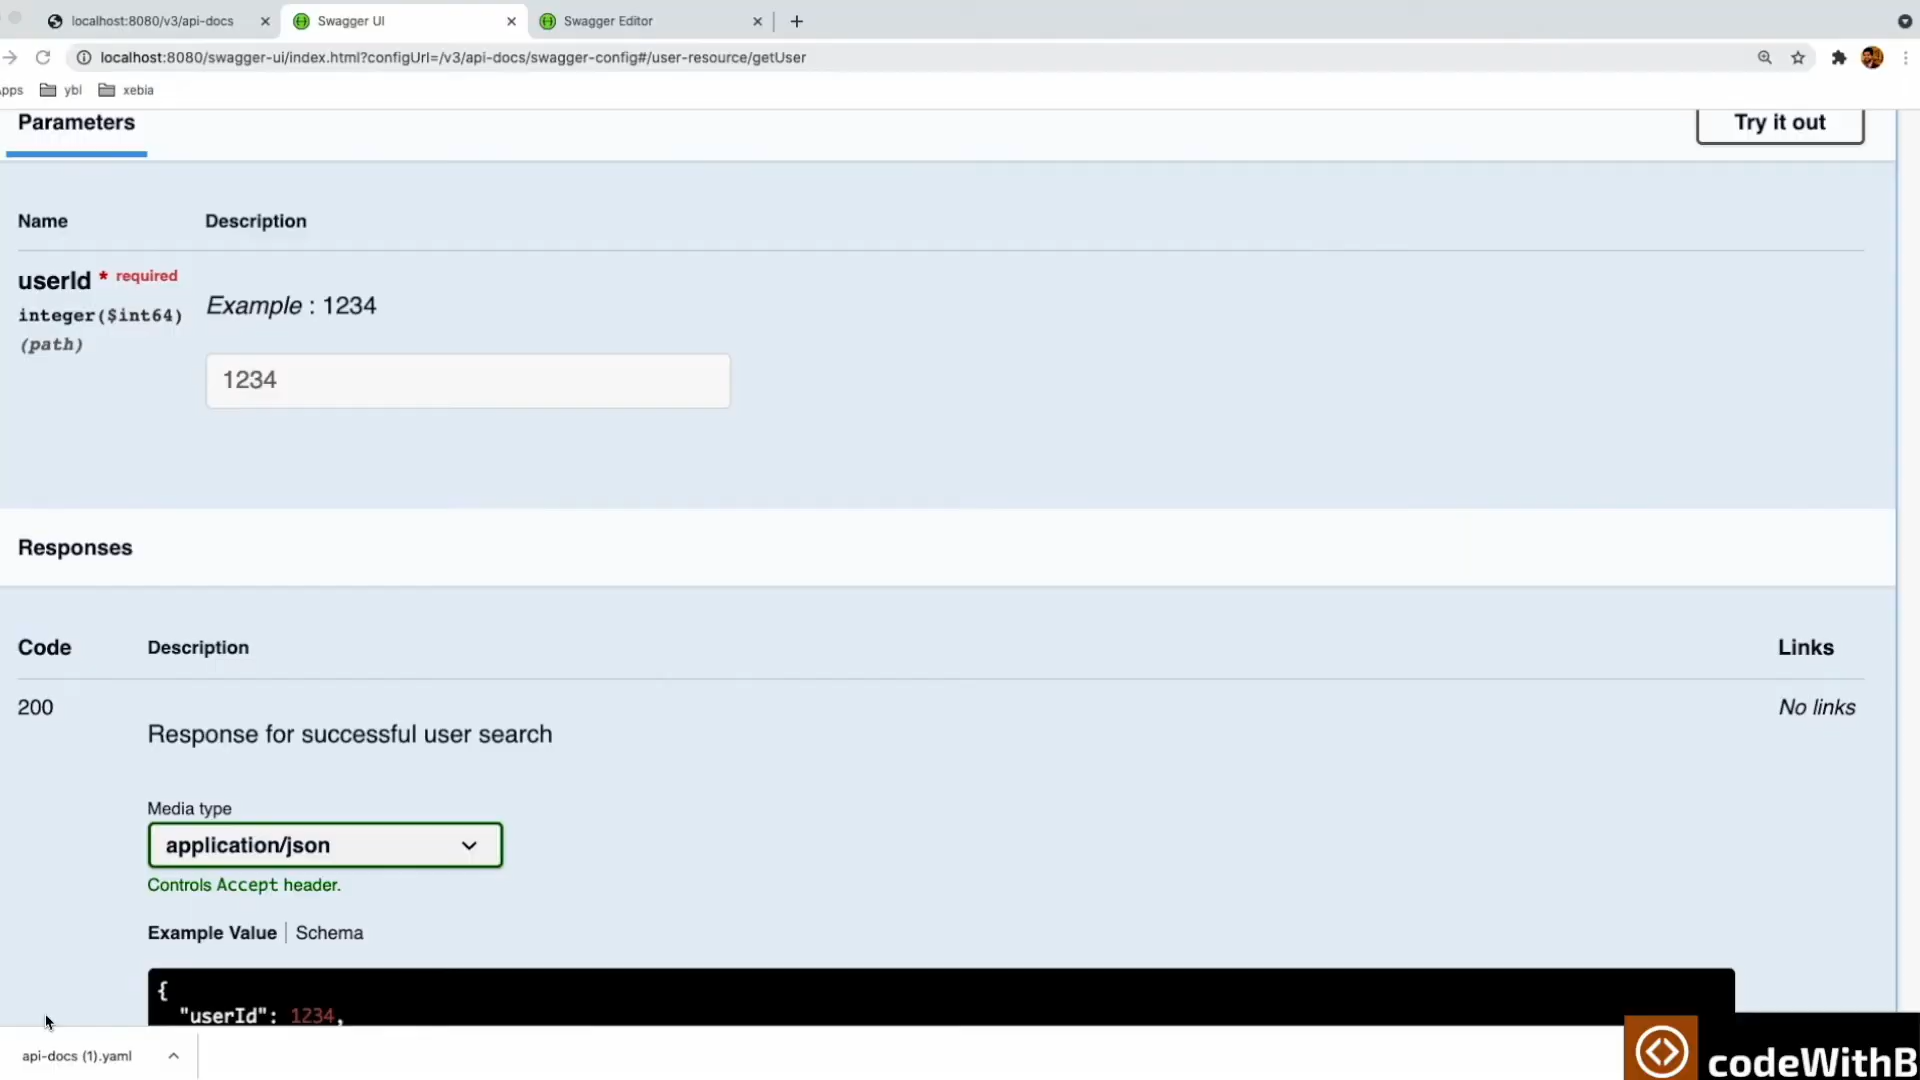 localhost:8080/v3/api-docs
Swagger UI
Swagger Editor
localhost:8080/swagger-ui/index.html?configUrl=/v3/api-docs/swagger-config#/user-resource/getUser
pps
ybl
xebia
Parameters
Try it out
Name
Description
userId * required
integer($int64)
(path)
Example : 1234
1234
Responses
Code
Description
Links
200
Response for successful user search
No links
Media type
application/json
Controls Accept header.
Example Value
Schema
{
"userId": 1234,
api-docs (1).yaml
codeWithB